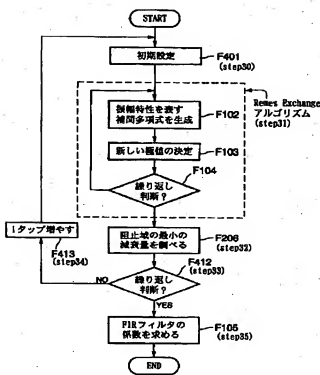 START
初期設定
F401
(step30)
Remes Exchange
アルゴリズム
(step31)
振幅特性を表す
補間多項式を生成
F102
新しい極値の決定
F103
F104
繰り返し
判断?
1タップ増やす
F413
(step34)
阻止域の最小の
減衰量を調べる
F206
(step32)
F412
(step33)
繰り返し
判断?
NO
YES
FIRフィルタの
係数を求める
F105
(step35)
END